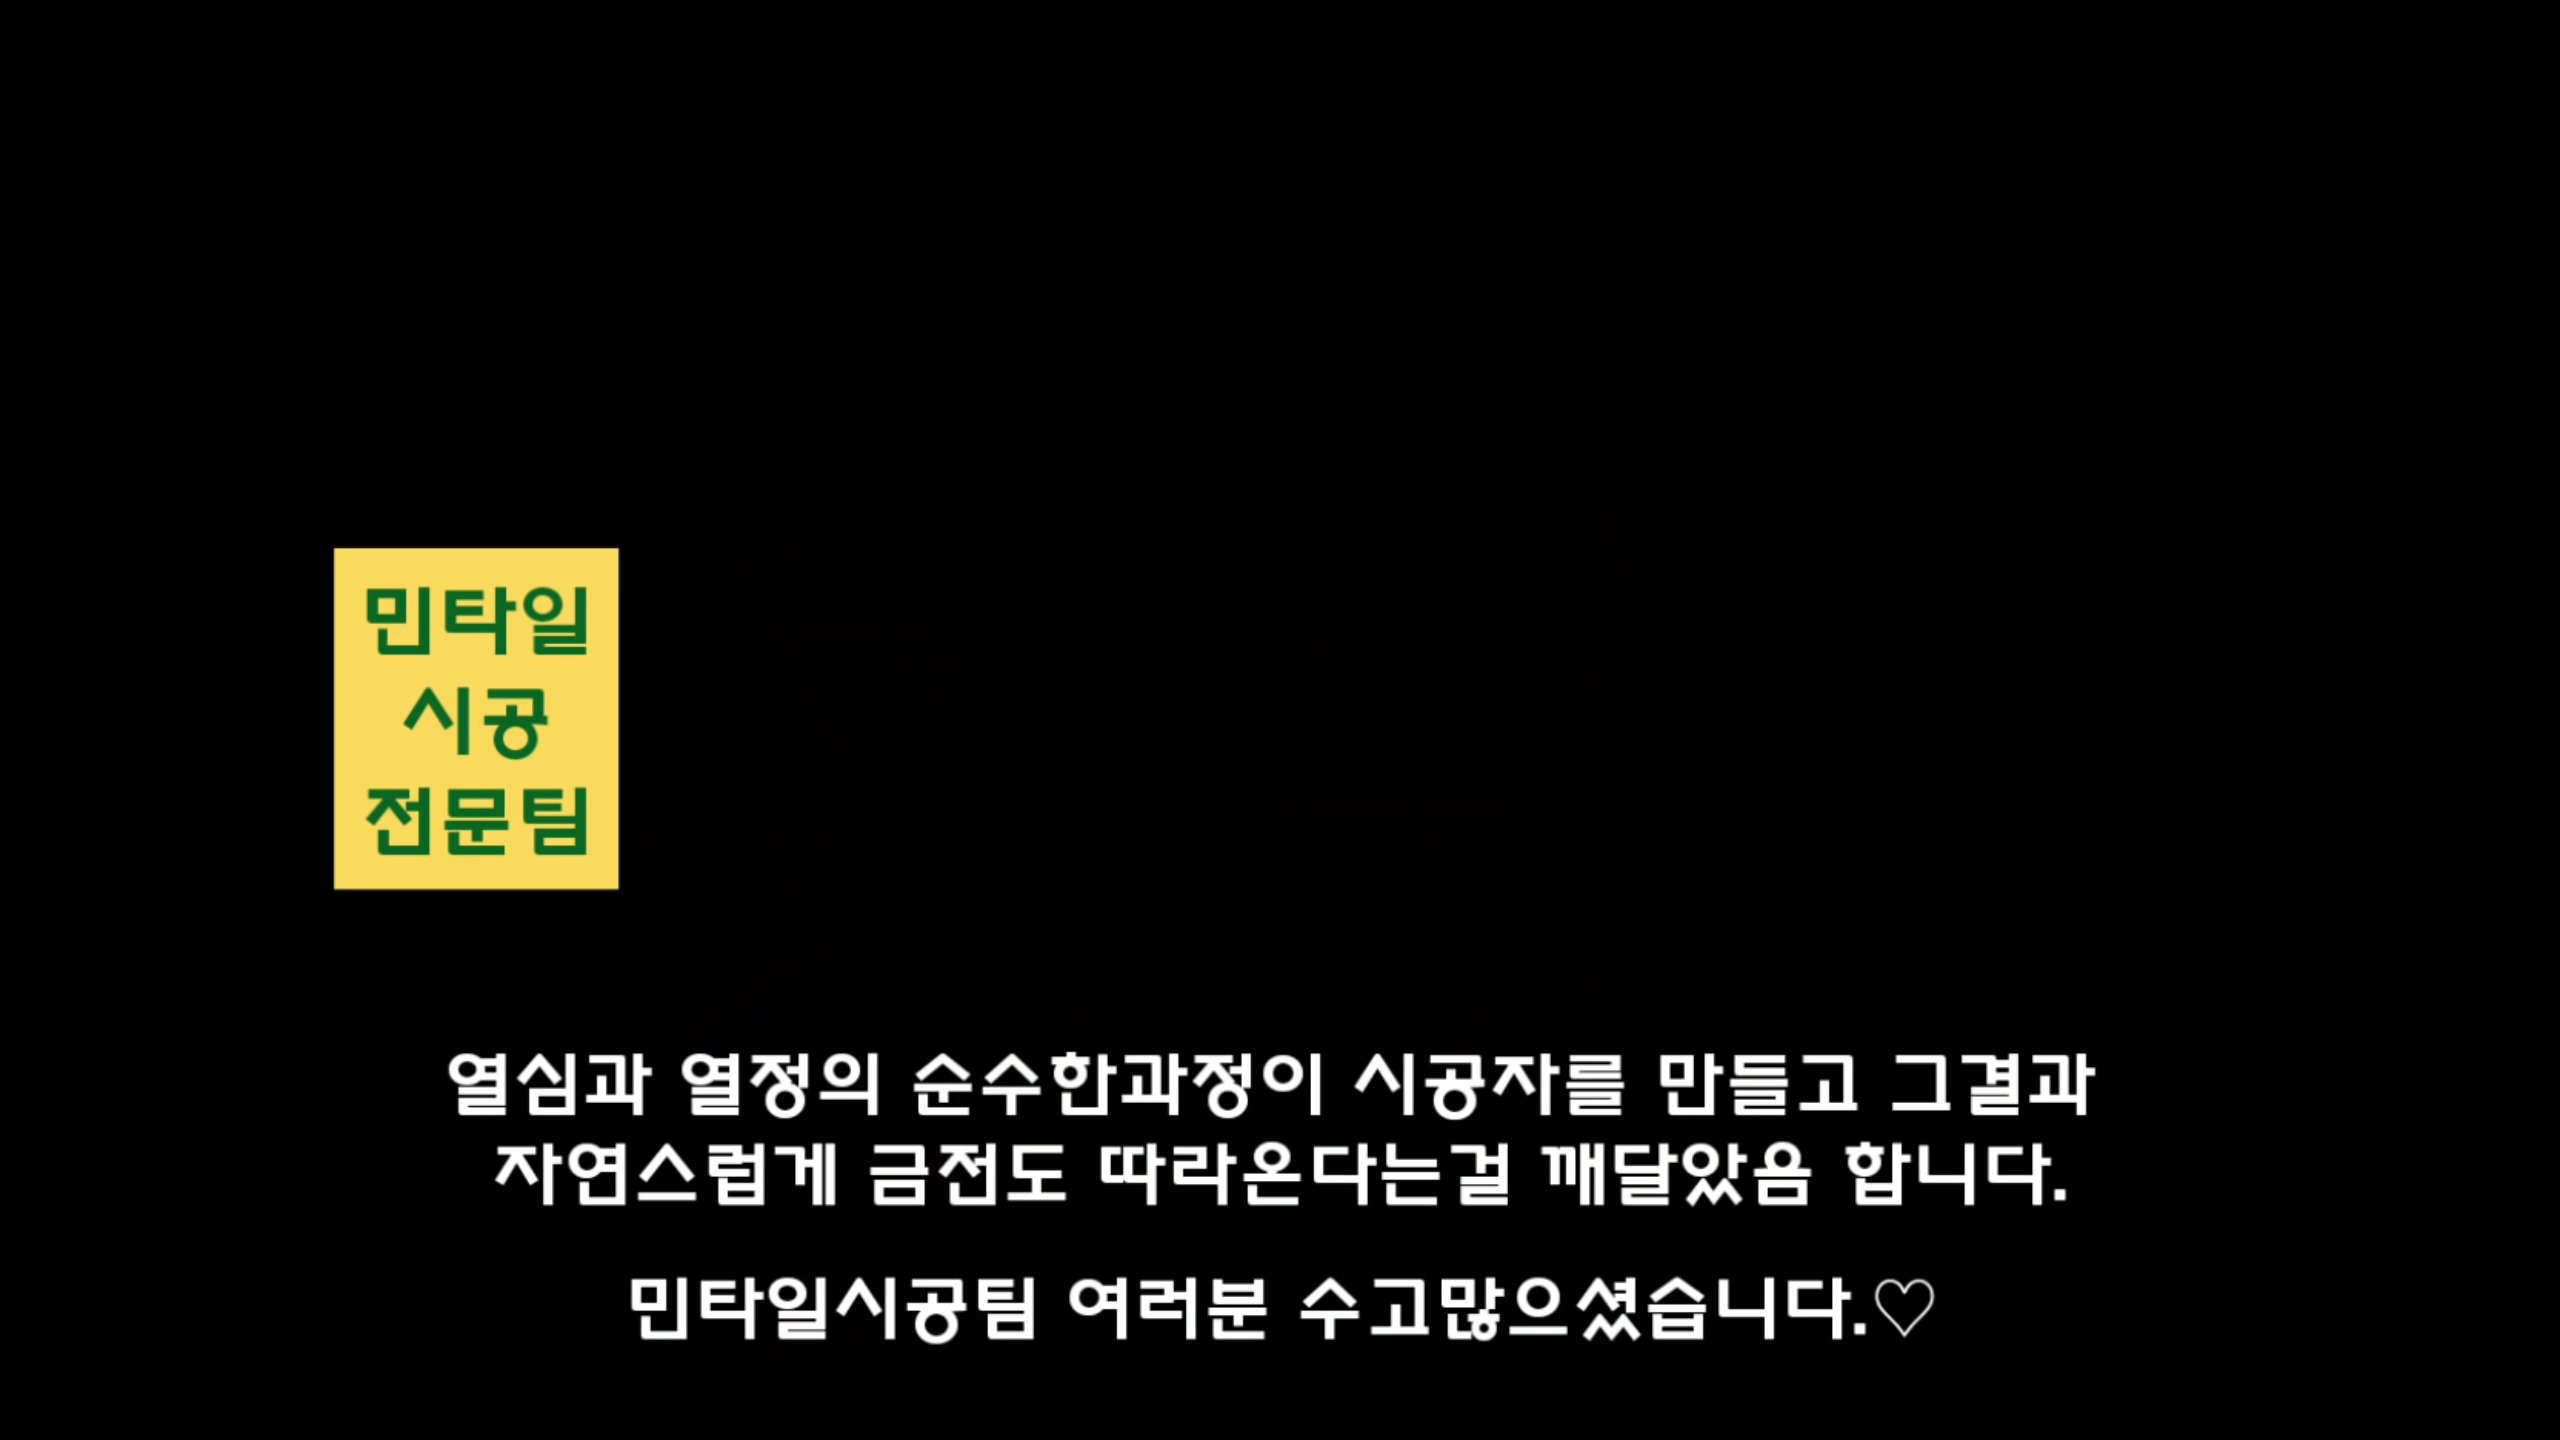 민타일
시공
전문팀
열심과 열정의 순수한과정이 시공자를 만들고 그결과
자연스럽게 금전도 따라온다는걸 깨달았음 합니다.
민타일시공팀 여러분 수고많으셨습니다.♡